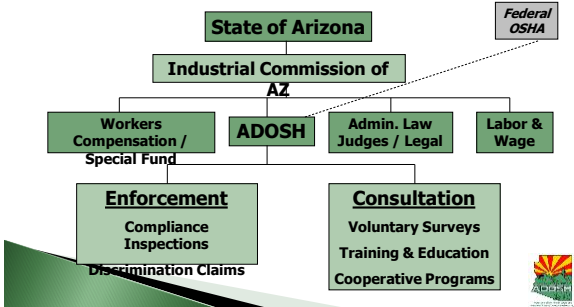 Federal
OSHA
State of Arizona
Industrial Commission of
AZ
Workers
Compensation /
Special Fund
ADOSH
Admin. Law
Judges / Legal
Labor &
Wage
Enforcement
Compliance
Inspections
Discrimination Claims
Consultation
Voluntary Surveys
Training & Education
Cooperative Programs
ADOSH